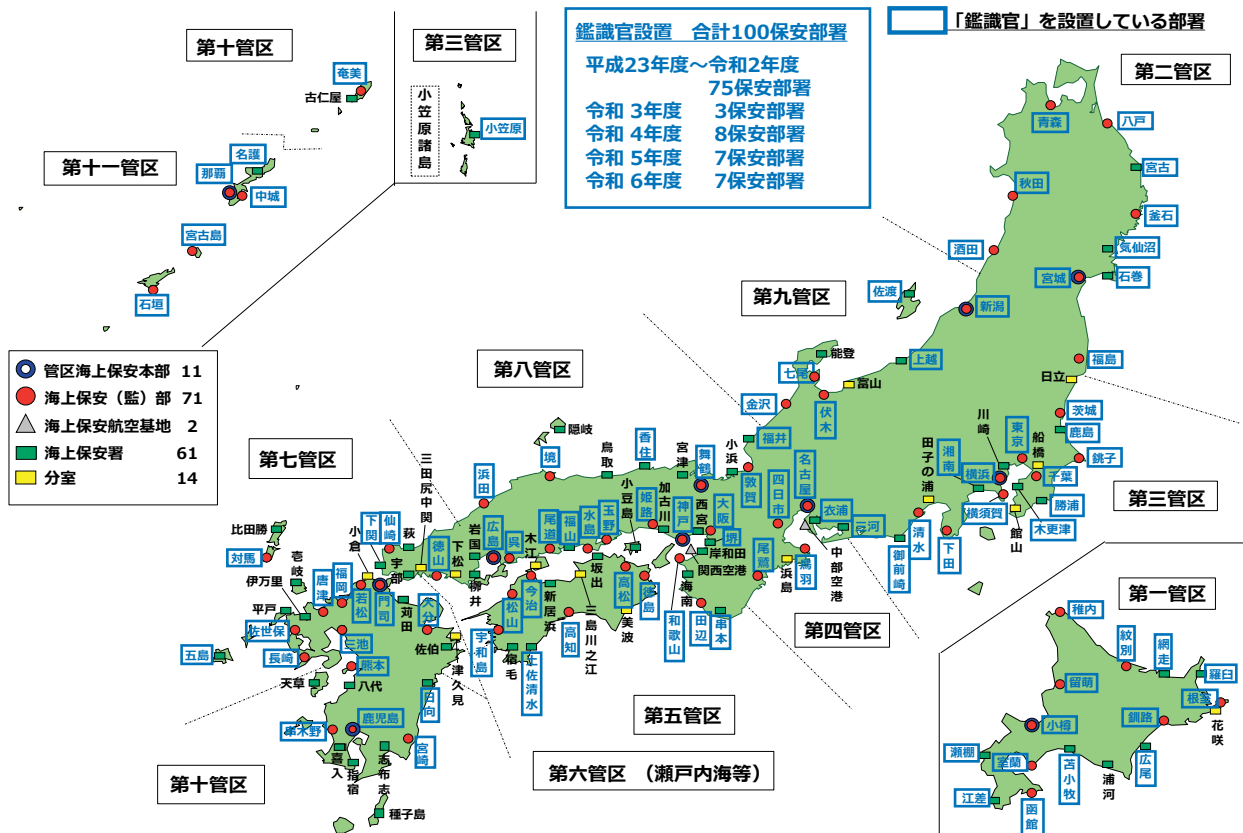 鑑識官設置　合計100保安部署
平成23年度～令和2年度
75保安部署
令和 3年度　3保安部署
令和 4年度　8保安部署
令和 5年度　7保安部署
令和 6年度　7保安部署
「鑑識官」を設置している部署
第十管区
奄美
古仁屋
第三管区
小笠原諸島
小笠原
第十一管区
名護
那覇
中城
宮古島
石垣
管区海上保安本部 11
海上保安（監）部 71
海上保安航空基地 2
海上保安署 61
分室 14
第二管区
青森
八戸
宮古
秋田
釜石
気仙沼
酒田
宮城
石巻
福島
第九管区
佐渡
新潟
上越
能登
七尾
富山
伏木
金沢
第三管区
日立
茨城
鹿島
銚子
川崎
東京
船橋
千葉
湘南
横浜
横須賀
勝浦
木更津
館山
田子の浦
清水
下田
御前崎
第四管区
名古屋
四日市
衣浦
三河
中部空港
鳥羽
浜島
尾鷲
第八管区
隠岐
境
浜田
鳥取
香住
宮津
舞鶴
小浜
福井
敦賀
第五管区
小豆島
姫路
加古川
神戸
西宮
大阪
堺
岸和田
関西空港
海南
和歌山
田辺
串本
徳島
美波
高知
宿毛
土佐清水
第六管区　（瀬戸内海等）
三田尻中関
徳山
下松
岩国
柳井
広島
呉
木江
尾道
福山
水島
玉野
坂出
高松
三島川之江
新居浜
今治
松山
宇和島
第七管区
比田勝
対馬
壱岐
伊万里
平戸
唐津
福岡
小倉
下関
仙崎
萩
宇部
若松
門司
苅田
大分
佐伯
津久見
佐世保
三池
長崎
五島
第十管区
熊本
天草
八代
日向
串木野
鹿児島
宮崎
喜入
指宿
志布志
種子島
第一管区
稚内
紋別
網走
羅臼
留萌
根室
花咲
小樽
釧路
瀬棚
室蘭
苫小牧
浦河
広尾
江差
函館